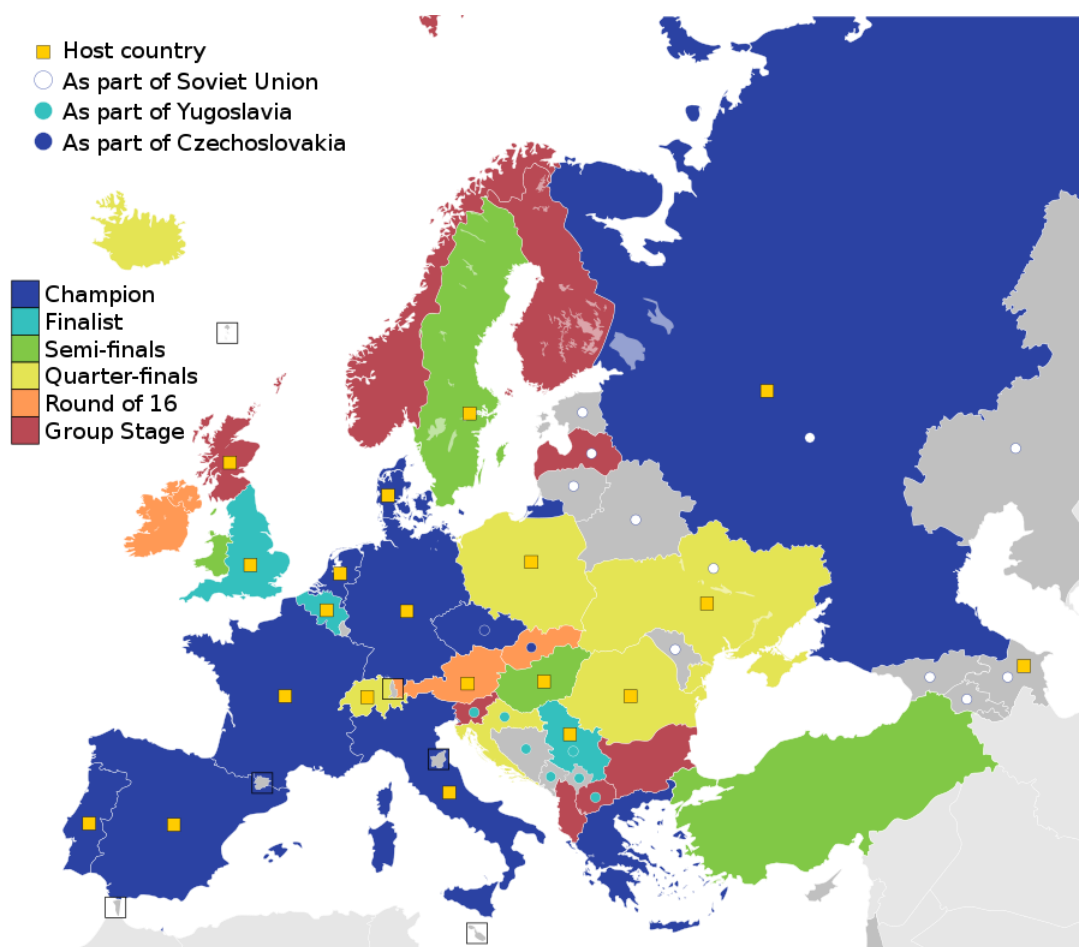 Host country
As part of Soviet Union
As part of Yugoslavia
As part of Czechoslovakia
Champion
Finalist
Semi-finals
Quarter-finals
Round of 16
Group Stage